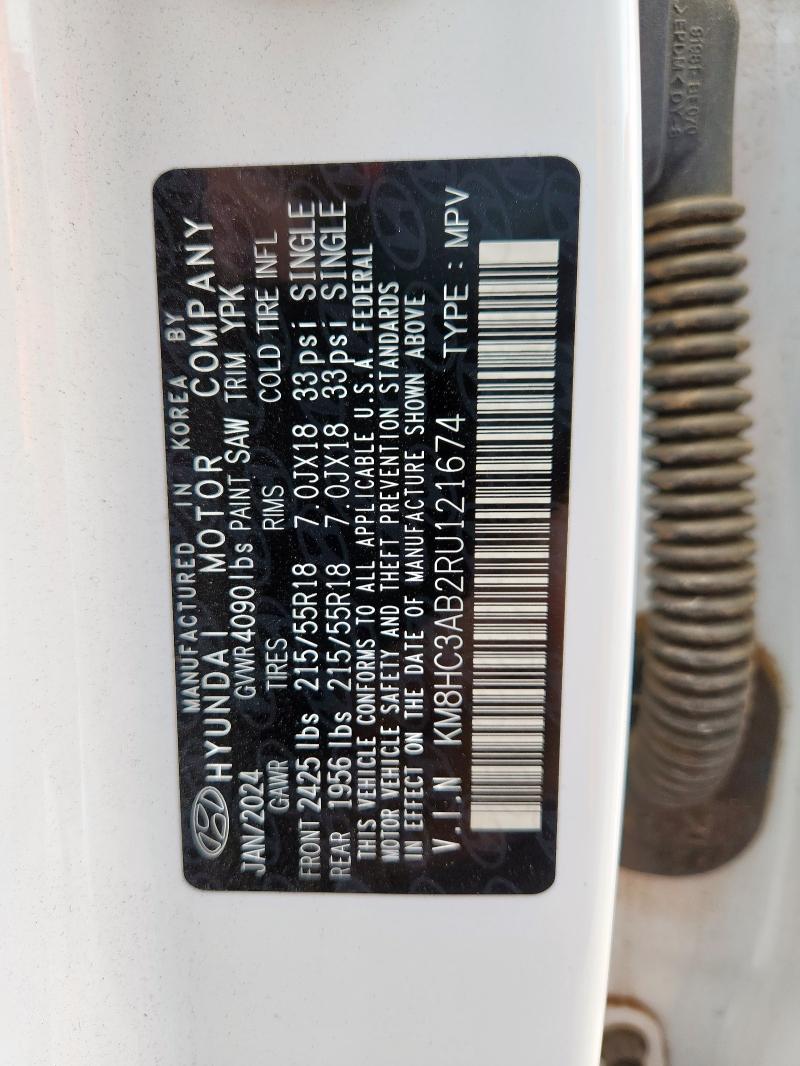 MANUFACTURED IN KOREA BY
HYUNDAI MOTOR COMPANY
JAN/2024 GVWR 4090lbs PAINT SAW TRIM YPK
GAWR TIRES RIMS COLD TIRE INFL
FRONT 2425 lbs 215/55R18 7.0JX18 33psi SINGLE
REAR 1956 lbs 215/55R18 7.0JX18 33psi SINGLE
THIS VEHICLE CONFORMS TO ALL APPLICABLE U.S.A. FEDERAL
MOTOR VEHICLE SAFETY AND THEFT PREVENTION STANDARDS
IN EFFECT ON THE DATE OF MANUFACTURE SHOWN ABOVE
V.I.N KM8HC3AB2RU121674 TYPE : MPV
>EPDM<